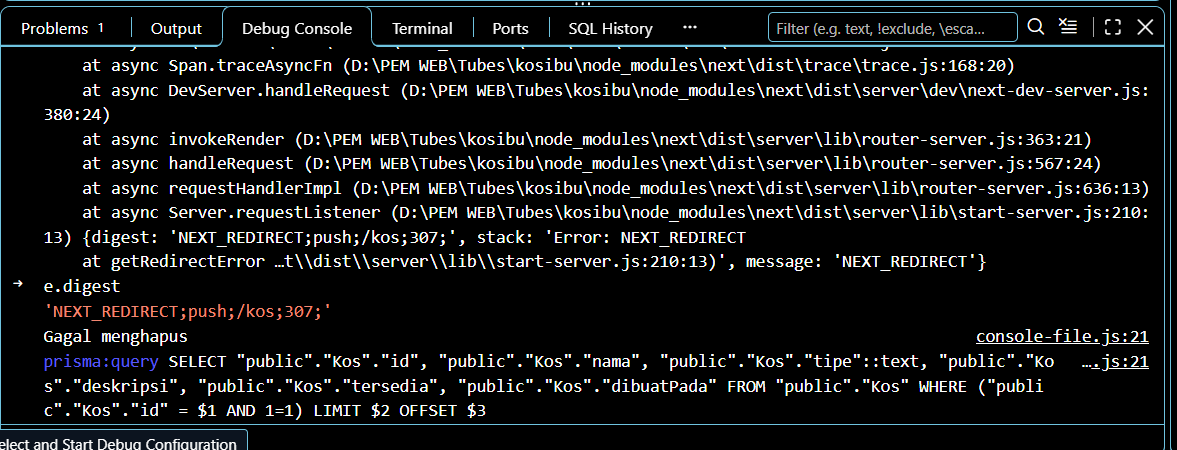 Problems 1 Output Debug Console Terminal Ports SQL History ··· Filter (e.g. text, !exclude, \esca...
at async Span.traceAsyncFn (D:\PEM WEB\Tubes\kosibu\node_modules\next\dist\trace\trace.js:168:20)
at async DevServer.handleRequest (D:\PEM WEB\Tubes\kosibu\node_modules\next\dist\server\dev\next-dev-server.js:
380:24)
at async invokeRender (D:\PEM WEB\Tubes\kosibu\node_modules\next\dist\server\lib\router-server.js:363:21)
at async handleRequest (D:\PEM WEB\Tubes\kosibu\node_modules\next\dist\server\lib\router-server.js:567:24)
at async requestHandlerImpl (D:\PEM WEB\Tubes\kosibu\node_modules\next\dist\server\lib\router-server.js:636:13)
at async Server.requestListener (D:\PEM WEB\Tubes\kosibu\node_modules\next\dist\server\lib\start-server.js:210:
13) {digest: 'NEXT_REDIRECT;push;/kos;307;', stack: 'Error: NEXT_REDIRECT
at getRedirectError …t\\dist\\server\\lib\\start-server.js:210:13)', message: 'NEXT_REDIRECT'}
→ e.digest
'NEXT_REDIRECT;push;/kos;307;'
Gagal menghapus console-file.js:21
prisma:query SELECT "public"."Kos"."id", "public"."Kos"."nama", "public"."Kos"."tipe"::text, "public"."Ko ….js:21
s"."deskripsi", "public"."Kos"."tersedia", "public"."Kos"."dibuatPada" FROM "public"."Kos" WHERE ("publi
c"."Kos"."id" = $1 AND 1=1) LIMIT $2 OFFSET $3
elect and Start Debug Configuration